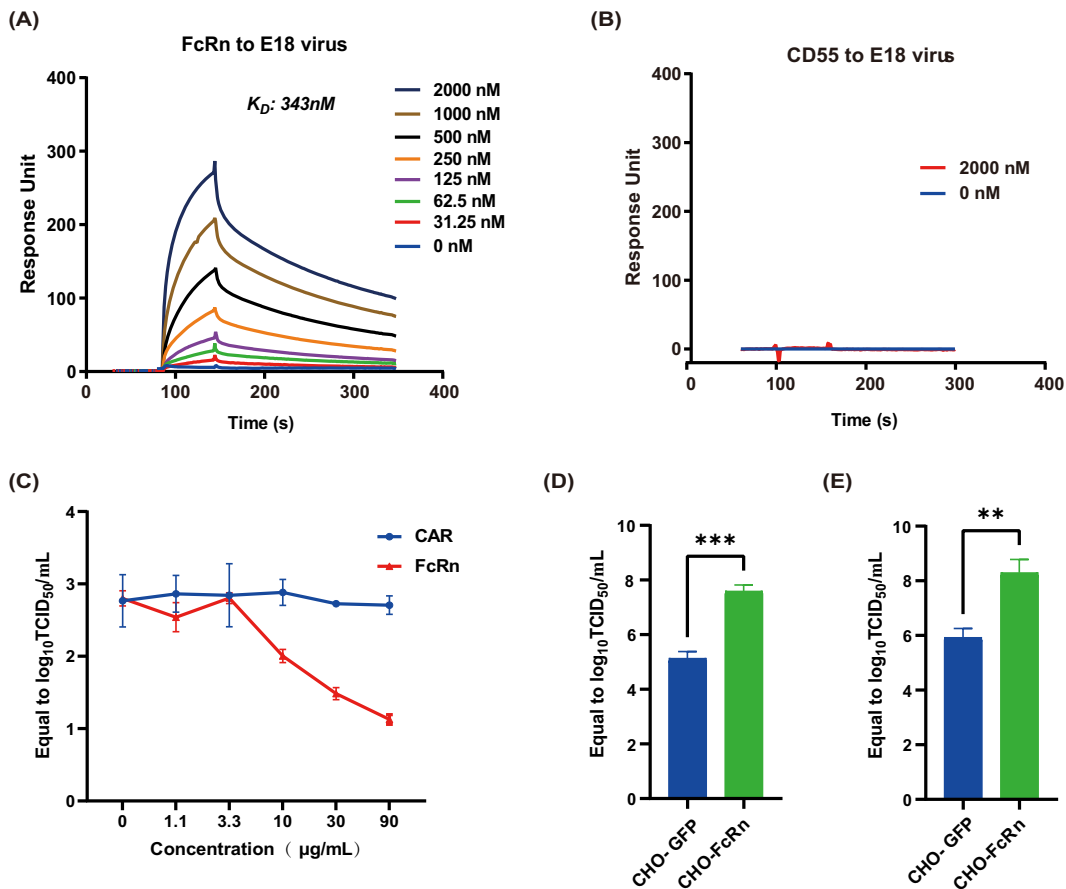 (A)
FcRn to E18 virus
K_D: 343nM
Response Unit
400
300
200
100
0
0
100
200
300
400
Time (s)
2000 nM
1000 nM
500 nM
250 nM
125 nM
62.5 nM
31.25 nM
0 nM
(B)
CD55 to E18 virus
Response Unit
400
300
200
100
0
0
100
200
300
400
Time (s)
2000 nM
0 nM
(C)
Equal to log₁₀TCID₅₀/mL
4
3
2
1
0
0
1.1
3.3
10
30
90
Concentration ( µg/mL)
CAR
FcRn
(D)
Equal to log₁₀TCID₅₀/mL
10
8
6
4
2
0
***
CHO- GFP
CHO-FcRn
(E)
Equal to log₁₀TCID₅₀/mL
10
8
6
4
2
0
**
CHO- GFP
CHO-FcRn